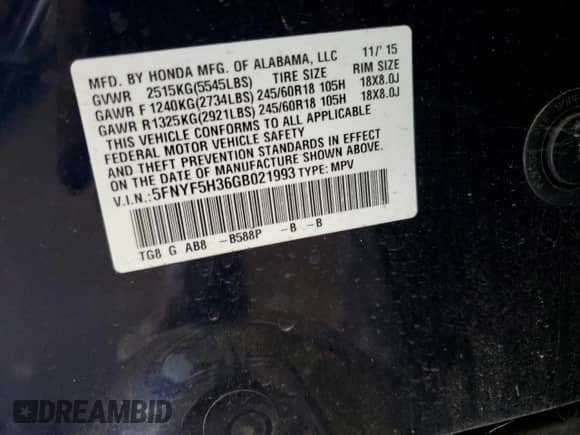 MFD. BY HONDA MFG. OF ALABAMA, LLC 11/ 15
GVWR 2515KG(5545LBS) TIRE SIZE RIM SIZE
GAWR F 1240KG(2734LBS) 245/60R18 105H 18X8.0J
GAWR R1325KG(2921LBS) 245/60R18 105H 18X8.0J
THIS VEHICLE CONFORMS TO ALL APPLICABLE
FEDERAL MOTOR VEHICLE SAFETY
AND THEFT PREVENTION STANDARDS IN EFFECT
ON THE DATE OF MANUFACTURE SHOWN ABOVE.
V.I.N.:5FNYF5H36GB021993 TYPE: MPV
TG8 G AB8 -B588P -B -B
DREAMBID